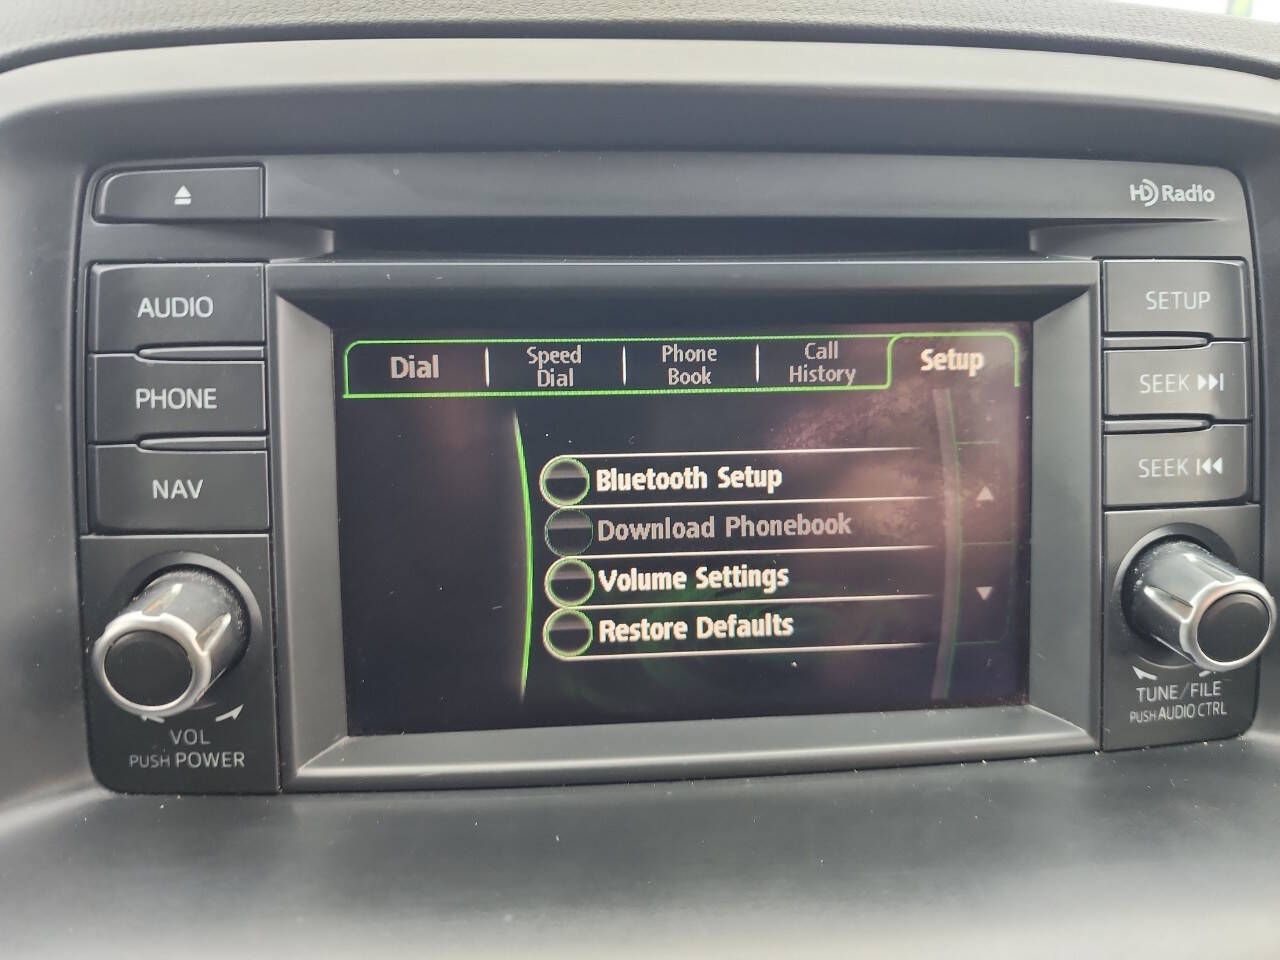 HD Radio
AUDIO
PHONE
NAV
VOL
PUSH POWER
Dial
Speed
Dial
Phone
Book
Call
History
Setup
Bluetooth Setup
Download Phonebook
Volume Settings
Restore Defaults
SETUP
SEEK
SEEK
TUNE/FILE
PUSH AUDIO CTRL